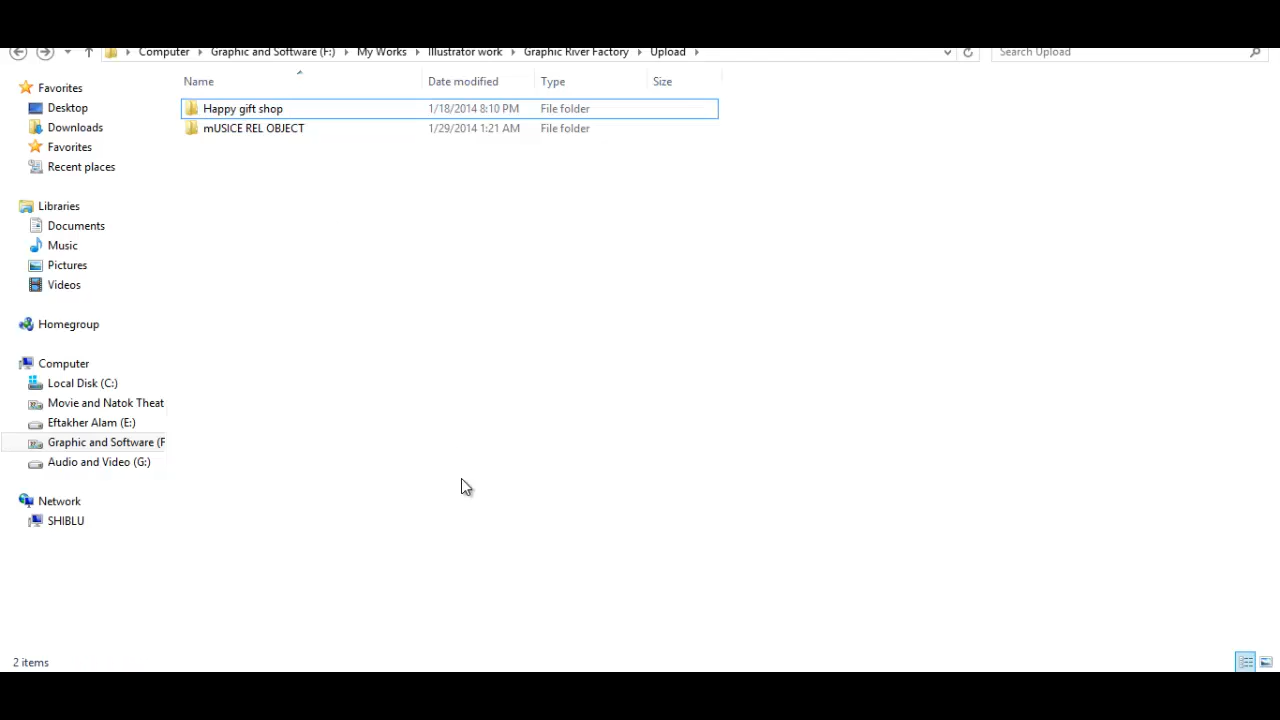 Computer Graphic and Software (F:) My Works Illustrator work Graphic River Factory Upload Search Upload
Name Date modified Type Size
Happy gift shop 1/18/2014 8:10 PM File folder
mUSICE REL OBJECT 1/29/2014 1:21 AM File folder
Favorites
Desktop
Downloads
Favorites
Recent places
Libraries
Documents
Music
Pictures
Videos
Homegroup
Computer
Local Disk (C:)
Movie and Natok Theat
Eftakher Alam (E:)
Graphic and Software (F
Audio and Video (G:)
Network
SHIBLU
2 items